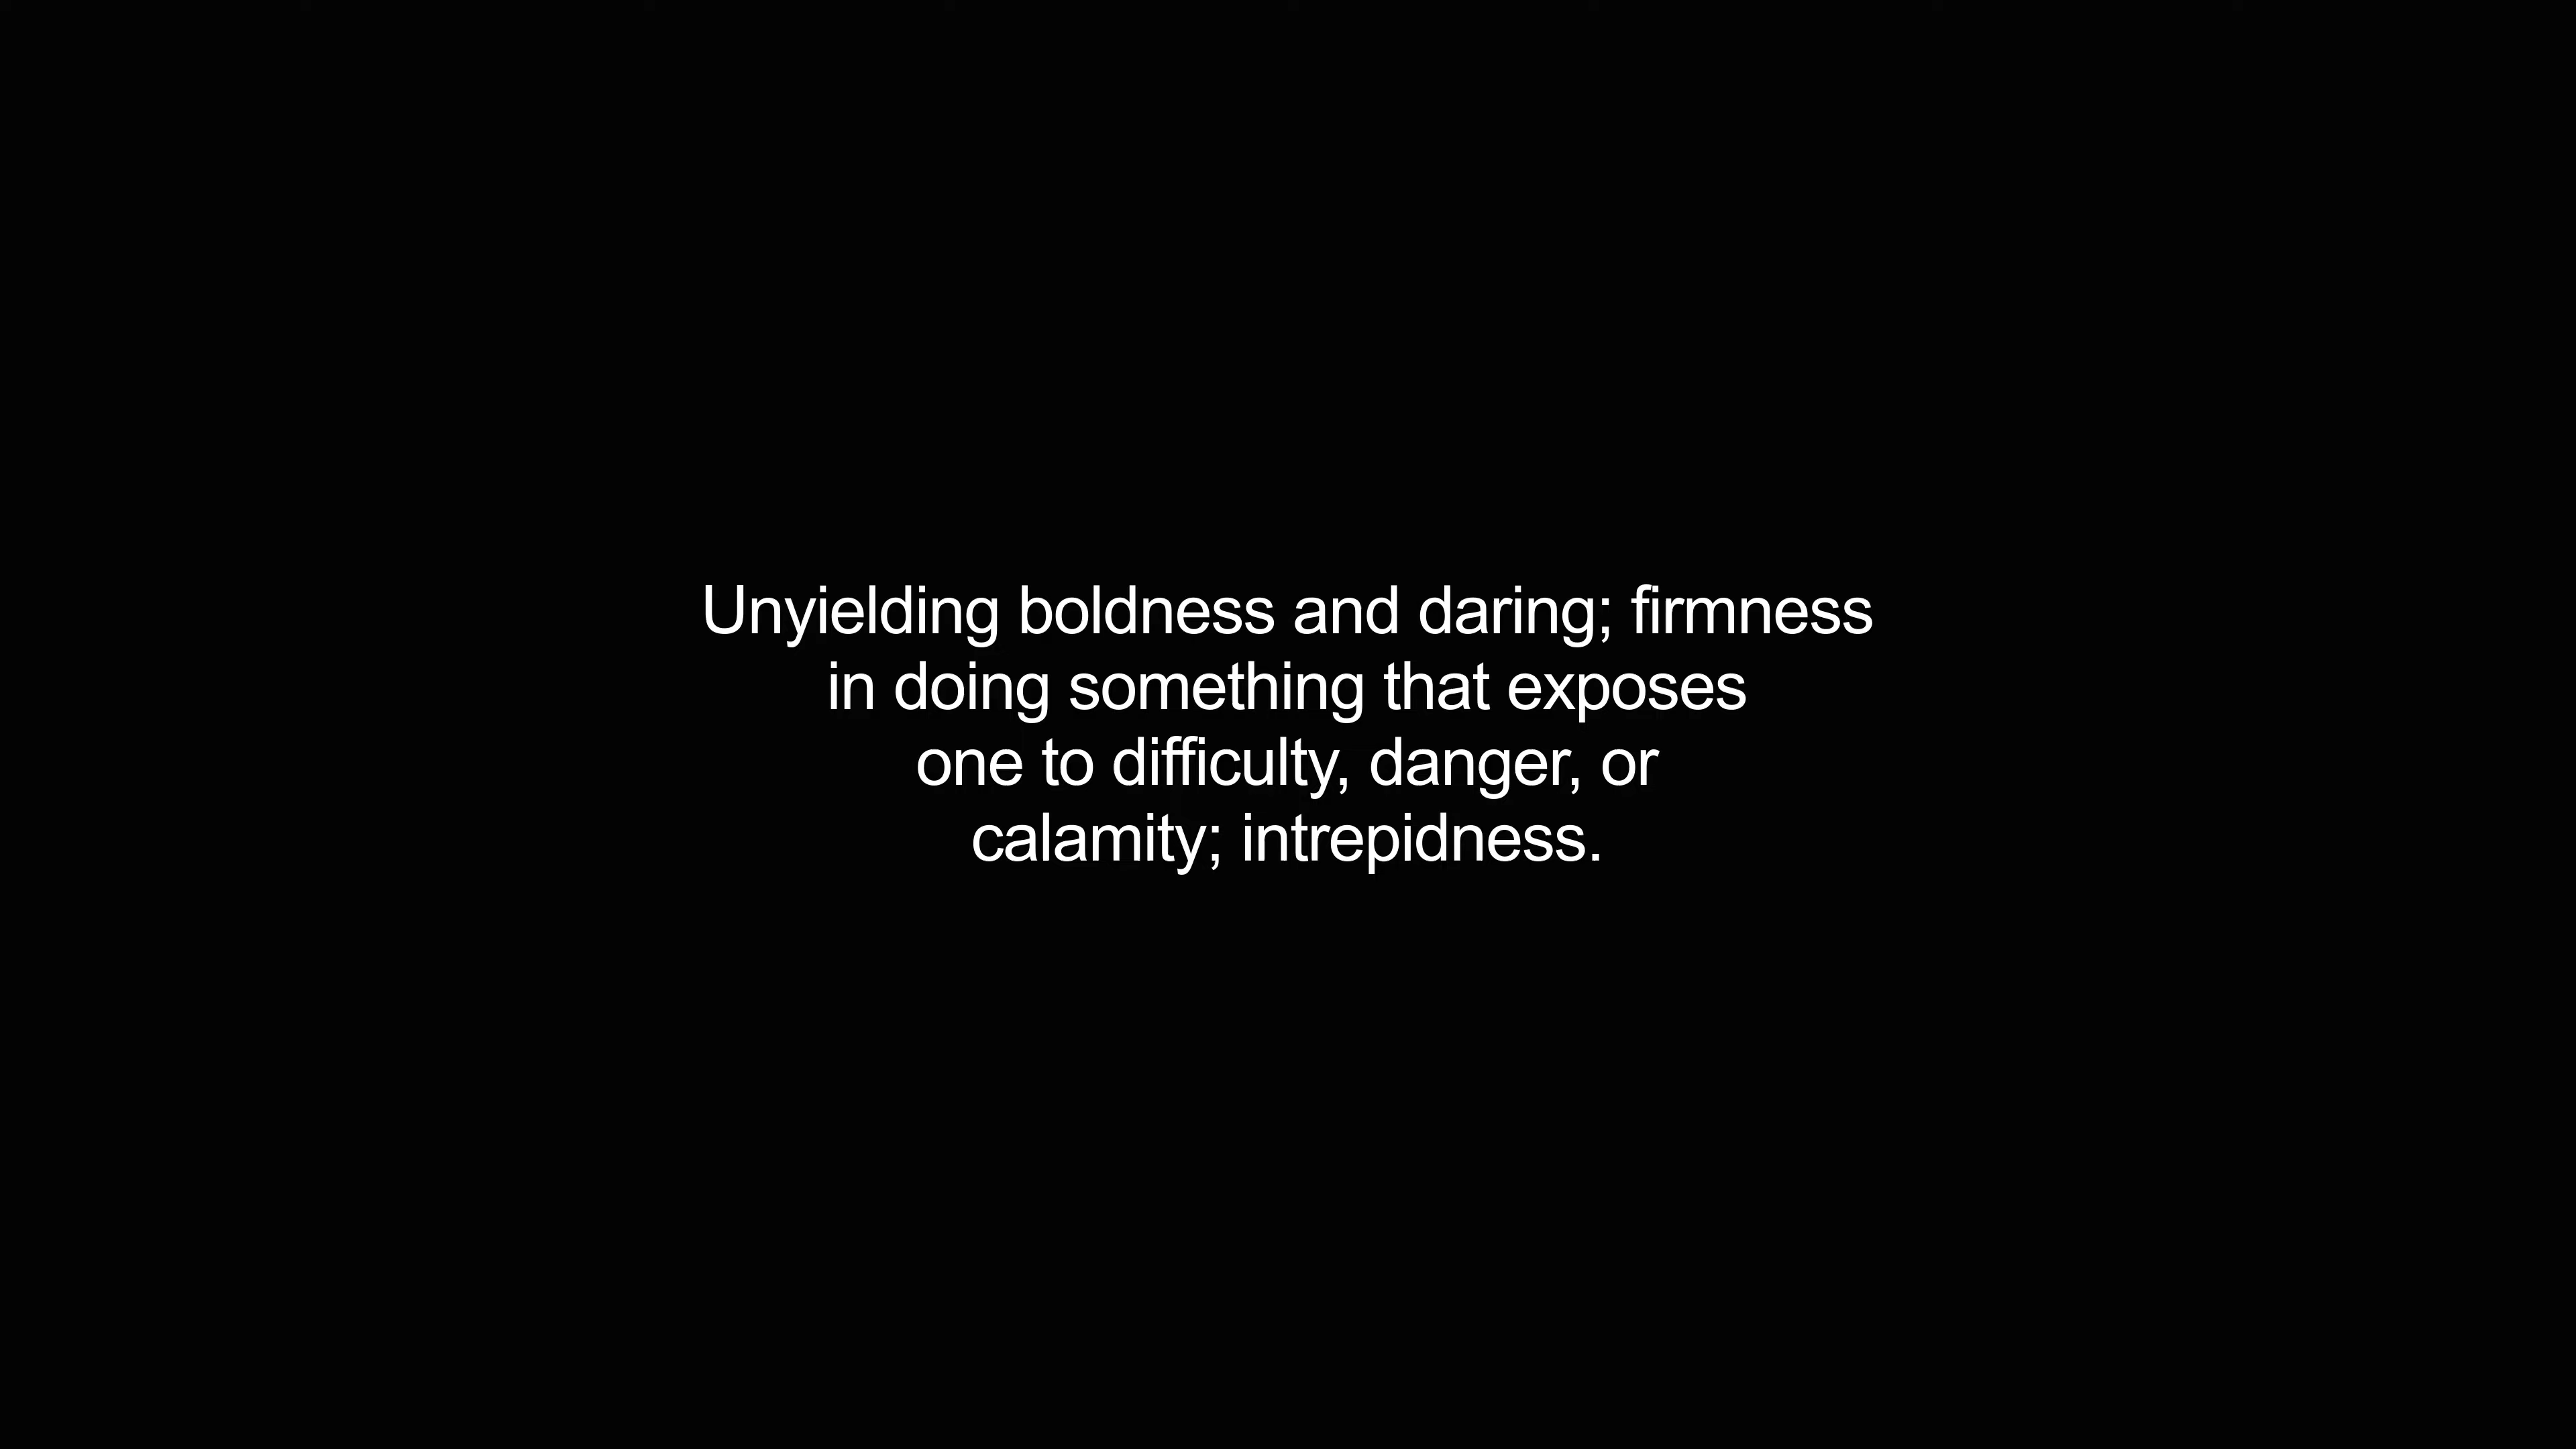 Unyielding boldness and daring; firmness
in doing something that exposes
one to difficulty, danger, or
calamity; intrepidness.